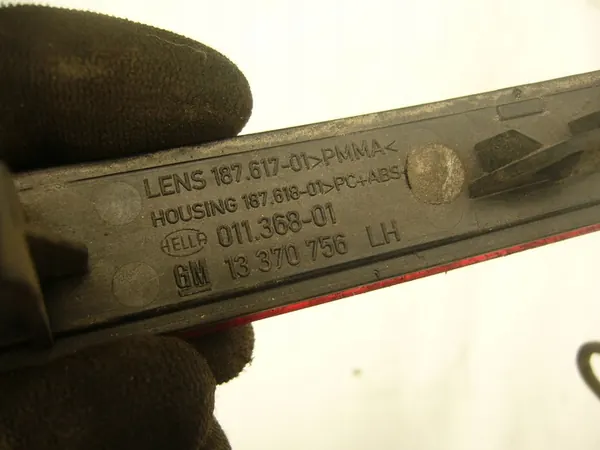 LENS 187.617-01>PMMA<
HOUSING 187.618-01>PC+ABS
HELLA 011.368-01
GM 13 370 756 LH